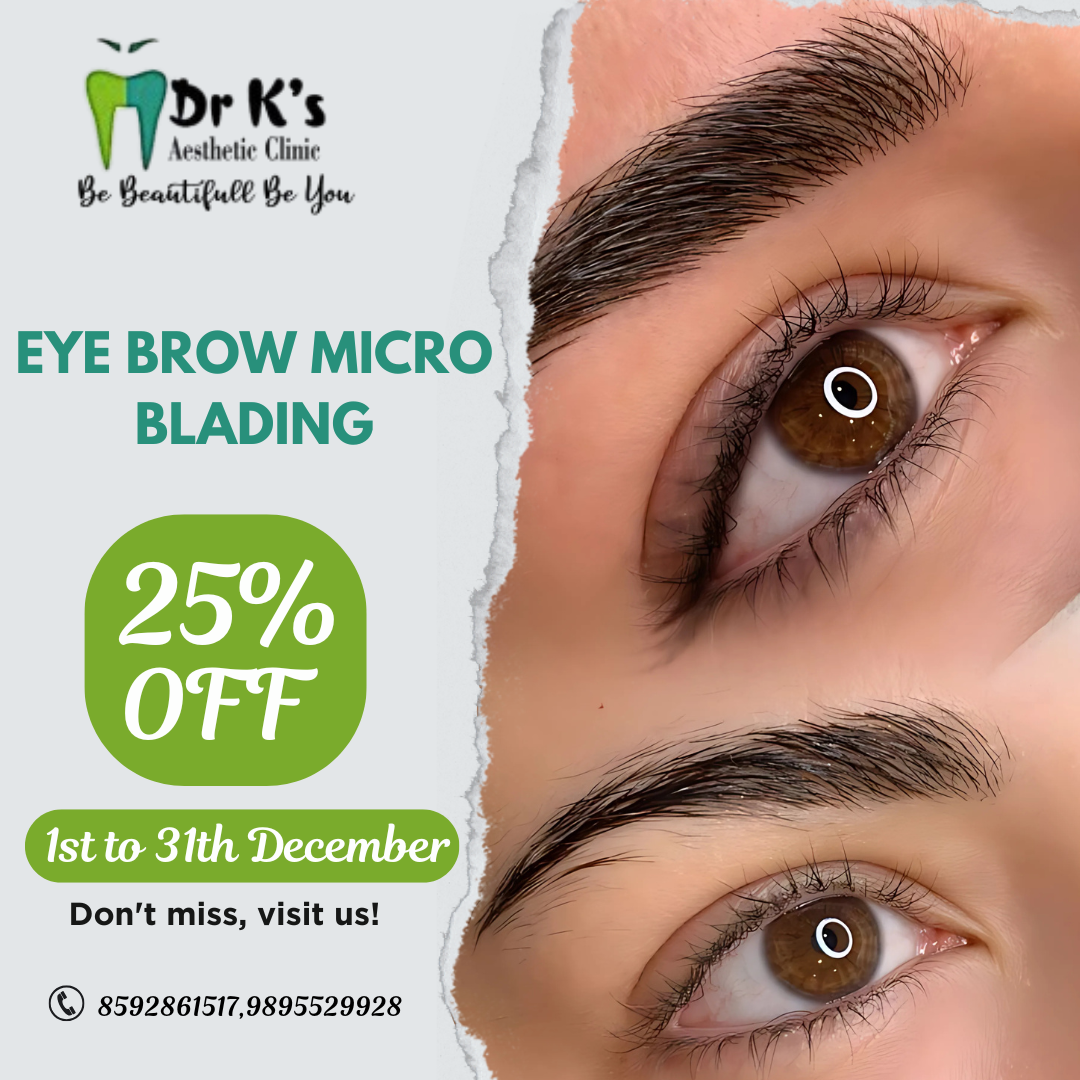 Dr K's
Aesthetic Clinic
Be Beautifull Be You
EYE BROW MICRO
BLADING
25%
OFF
1st to 31th December
Don't miss, visit us!
8592861517,9895529928